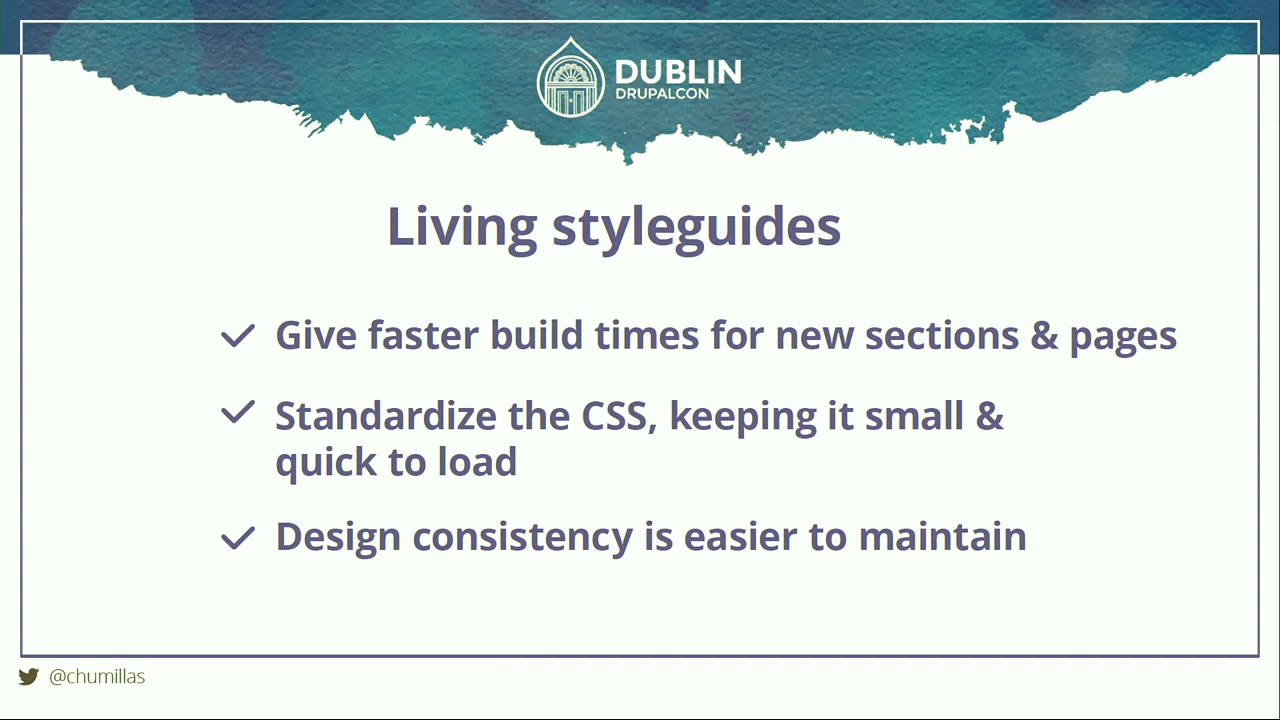 DUBLIN
DRUPALCON
Living styleguides
Give faster build times for new sections & pages
Standardize the CSS, keeping it small &
quick to load
Design consistency is easier to maintain
@chumillas